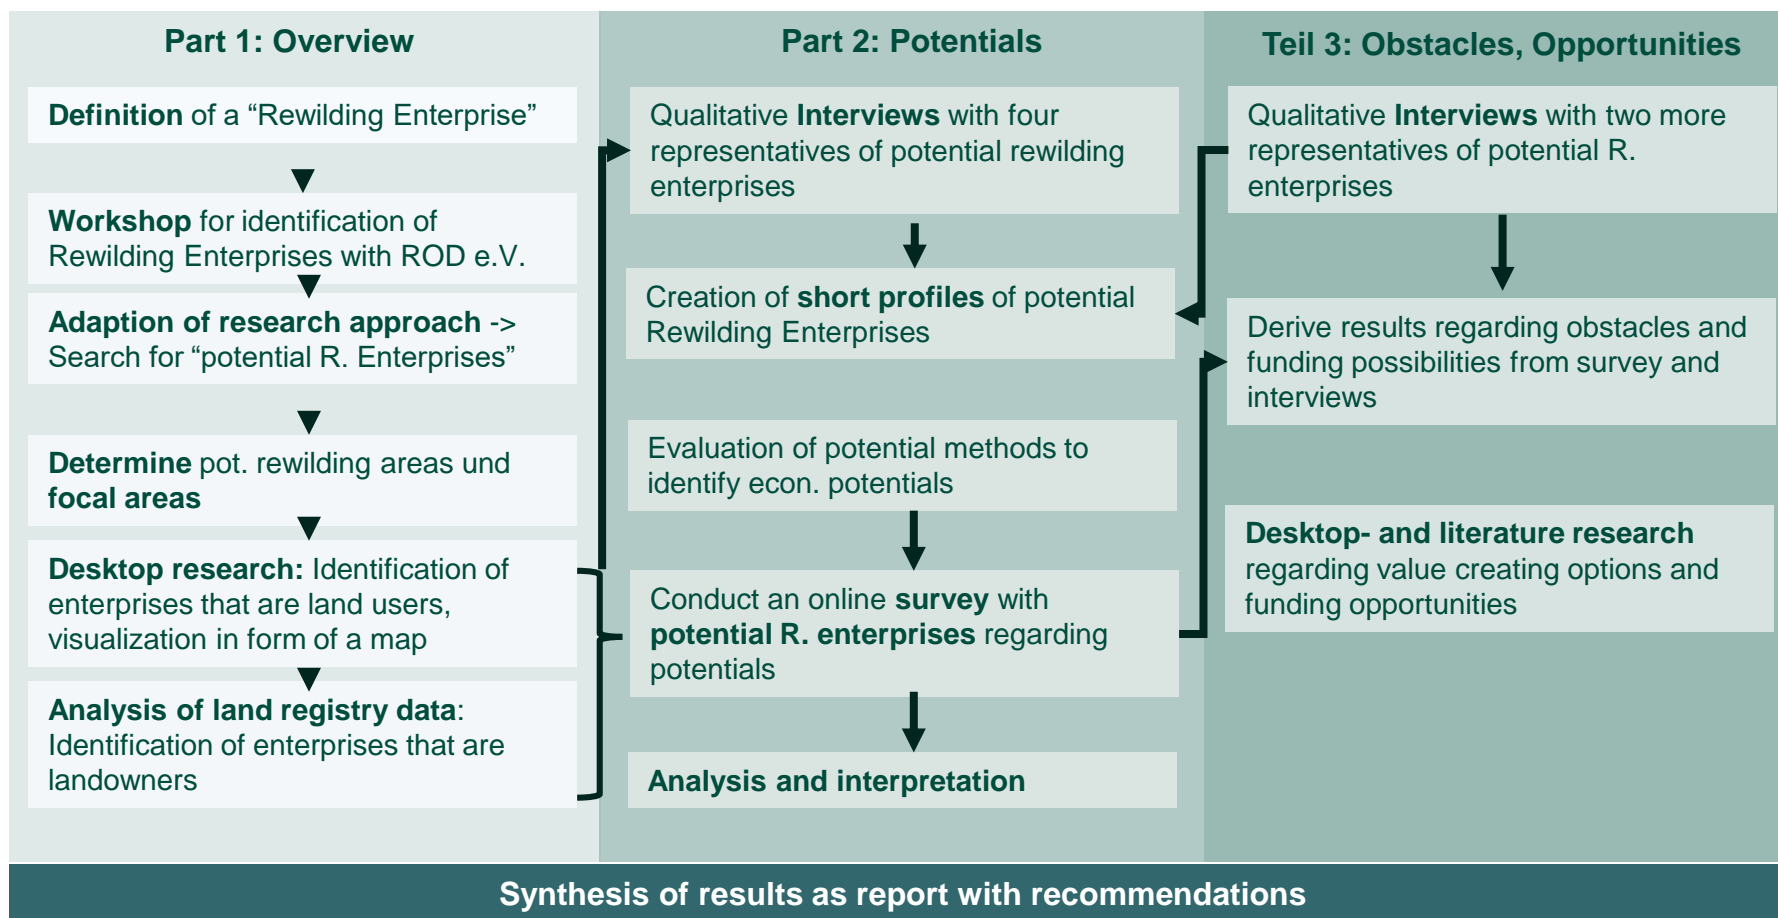 Part 1: Overview
Definition of a “Rewilding Enterprise”
Workshop for identification of
Rewilding Enterprises with ROD e.V.
Adaption of research approach ->
Search for “potential R. Enterprises”
Determine pot. rewilding areas und
focal areas
Desktop research: Identification of
enterprises that are land users,
visualization in form of a map
Analysis of land registry data:
Identification of enterprises that are
landowners
Part 2: Potentials
Qualitative Interviews with four
representatives of potential rewilding
enterprises
Creation of short profiles of potential
Rewilding Enterprises
Evaluation of potential methods to
identify econ. potentials
Conduct an online survey with
potential R. enterprises regarding
potentials
Analysis and interpretation
Teil 3: Obstacles, Opportunities
Qualitative Interviews with two more
representatives of potential R.
enterprises
Derive results regarding obstacles and
funding possibilities from survey and
interviews
Desktop- and literature research
regarding value creating options and
funding opportunities
Synthesis of results as report with recommendations